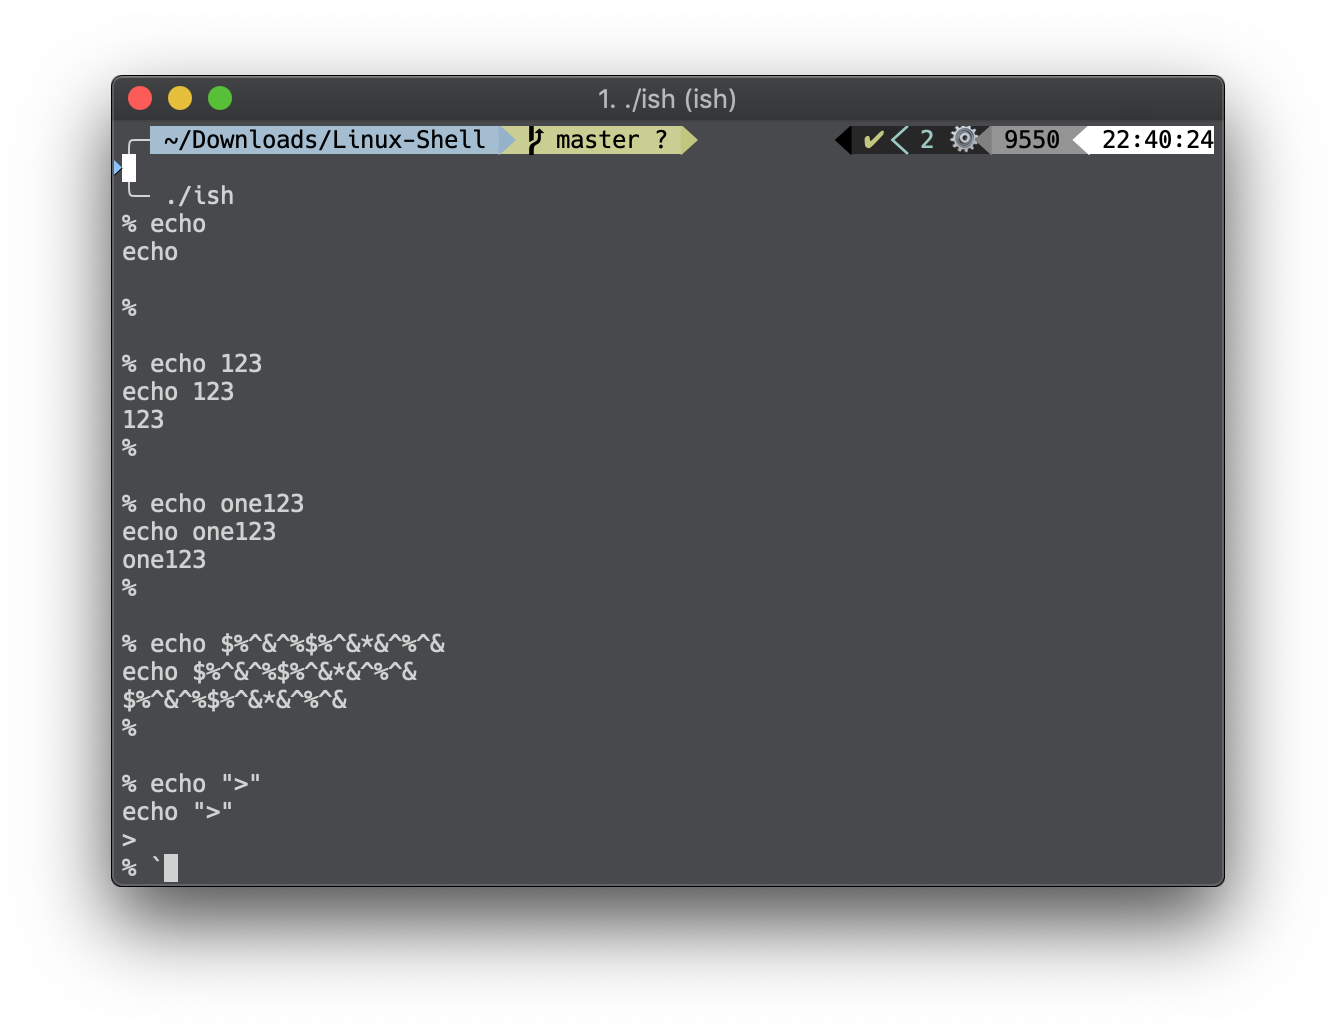 1. ./ish (ish)
~/Downloads/Linux-Shell master ? ✔ 2 9550 22:40:24
./ish
% echo
echo
%
% echo 123
echo 123
123
%
% echo one123
echo one123
one123
%
% echo $%^&^%$%^&*&^%^&
echo $%^&^%$%^&*&^%^&
$%^&^%$%^&*&^%^&
%
% echo ">"
echo ">"
>
% `